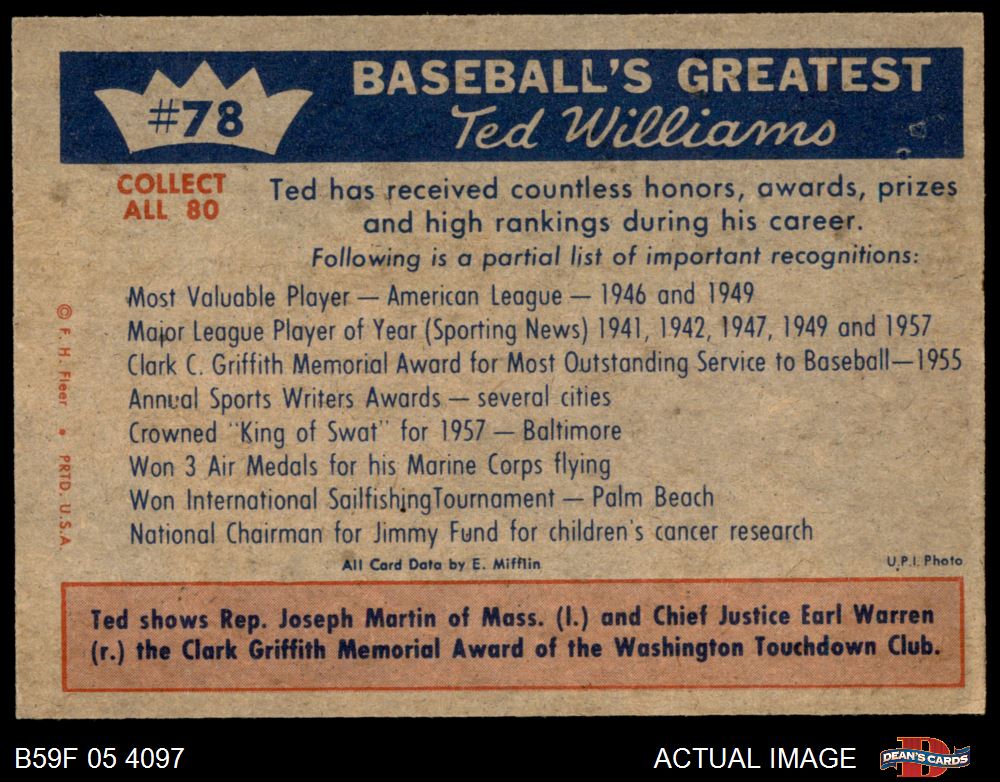 #78
BASEBALL'S GREATEST
Ted Williams
COLLECT
ALL 80
Ted has received countless honors, awards, prizes
and high rankings during his career.
Following is a partial list of important recognitions:
Most Valuable Player — American League — 1946 and 1949
Major League Player of Year (Sporting News) 1941, 1942, 1947, 1949 and 1957
Clark C. Griffith Memorial Award for Most Outstanding Service to Baseball—1955
Annual Sports Writers Awards — several cities
Crowned "King of Swat" for 1957 — Baltimore
Won 3 Air Medals for his Marine Corps flying
Won International Sailfishing Tournament — Palm Beach
National Chairman for Jimmy Fund for children's cancer research
All Card Data by E. Mifflin
U.P.I. Photo
© F. H. Fleer • PRTD. U.S.A.
Ted shows Rep. Joseph Martin of Mass. (l.) and Chief Justice Earl Warren
(r.) the Clark Griffith Memorial Award of the Washington Touchdown Club.
B59F 05 4097
ACTUAL IMAGE
DEAN'S CARDS